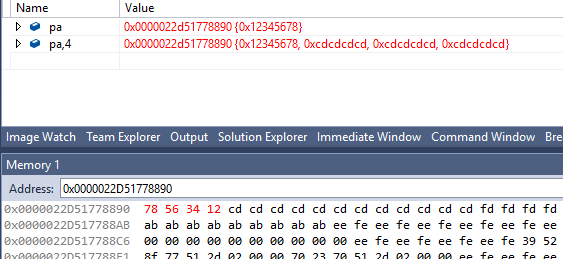 Name Value
pa 0x0000022d51778890 {0x12345678}
pa,4 0x0000022d51778890 {0x12345678, 0xcdcdcdcd, 0xcdcdcdcd, 0xcdcdcdcd}
Image Watch Team Explorer Output Solution Explorer Immediate Window Command Window Bre
Memory 1
Address: 0x0000022D51778890
0x0000022D51778890 78 56 34 12 cd cd cd cd cd cd cd cd cd cd cd cd fd fd fd fd
0x0000022D517788AB ab ab ab ab ab ab ab ab ab ee fe ee fe ee fe ee fe ee fe ee
0x0000022D517788C6 00 00 00 00 00 00 00 00 00 00 ee fe ee fe ee fe ee fe 39 52
0x0000022D517788E1 8f 77 51 2d 02 00 00 70 23 70 51 2d 02 00 00 ee fe ee fe ee